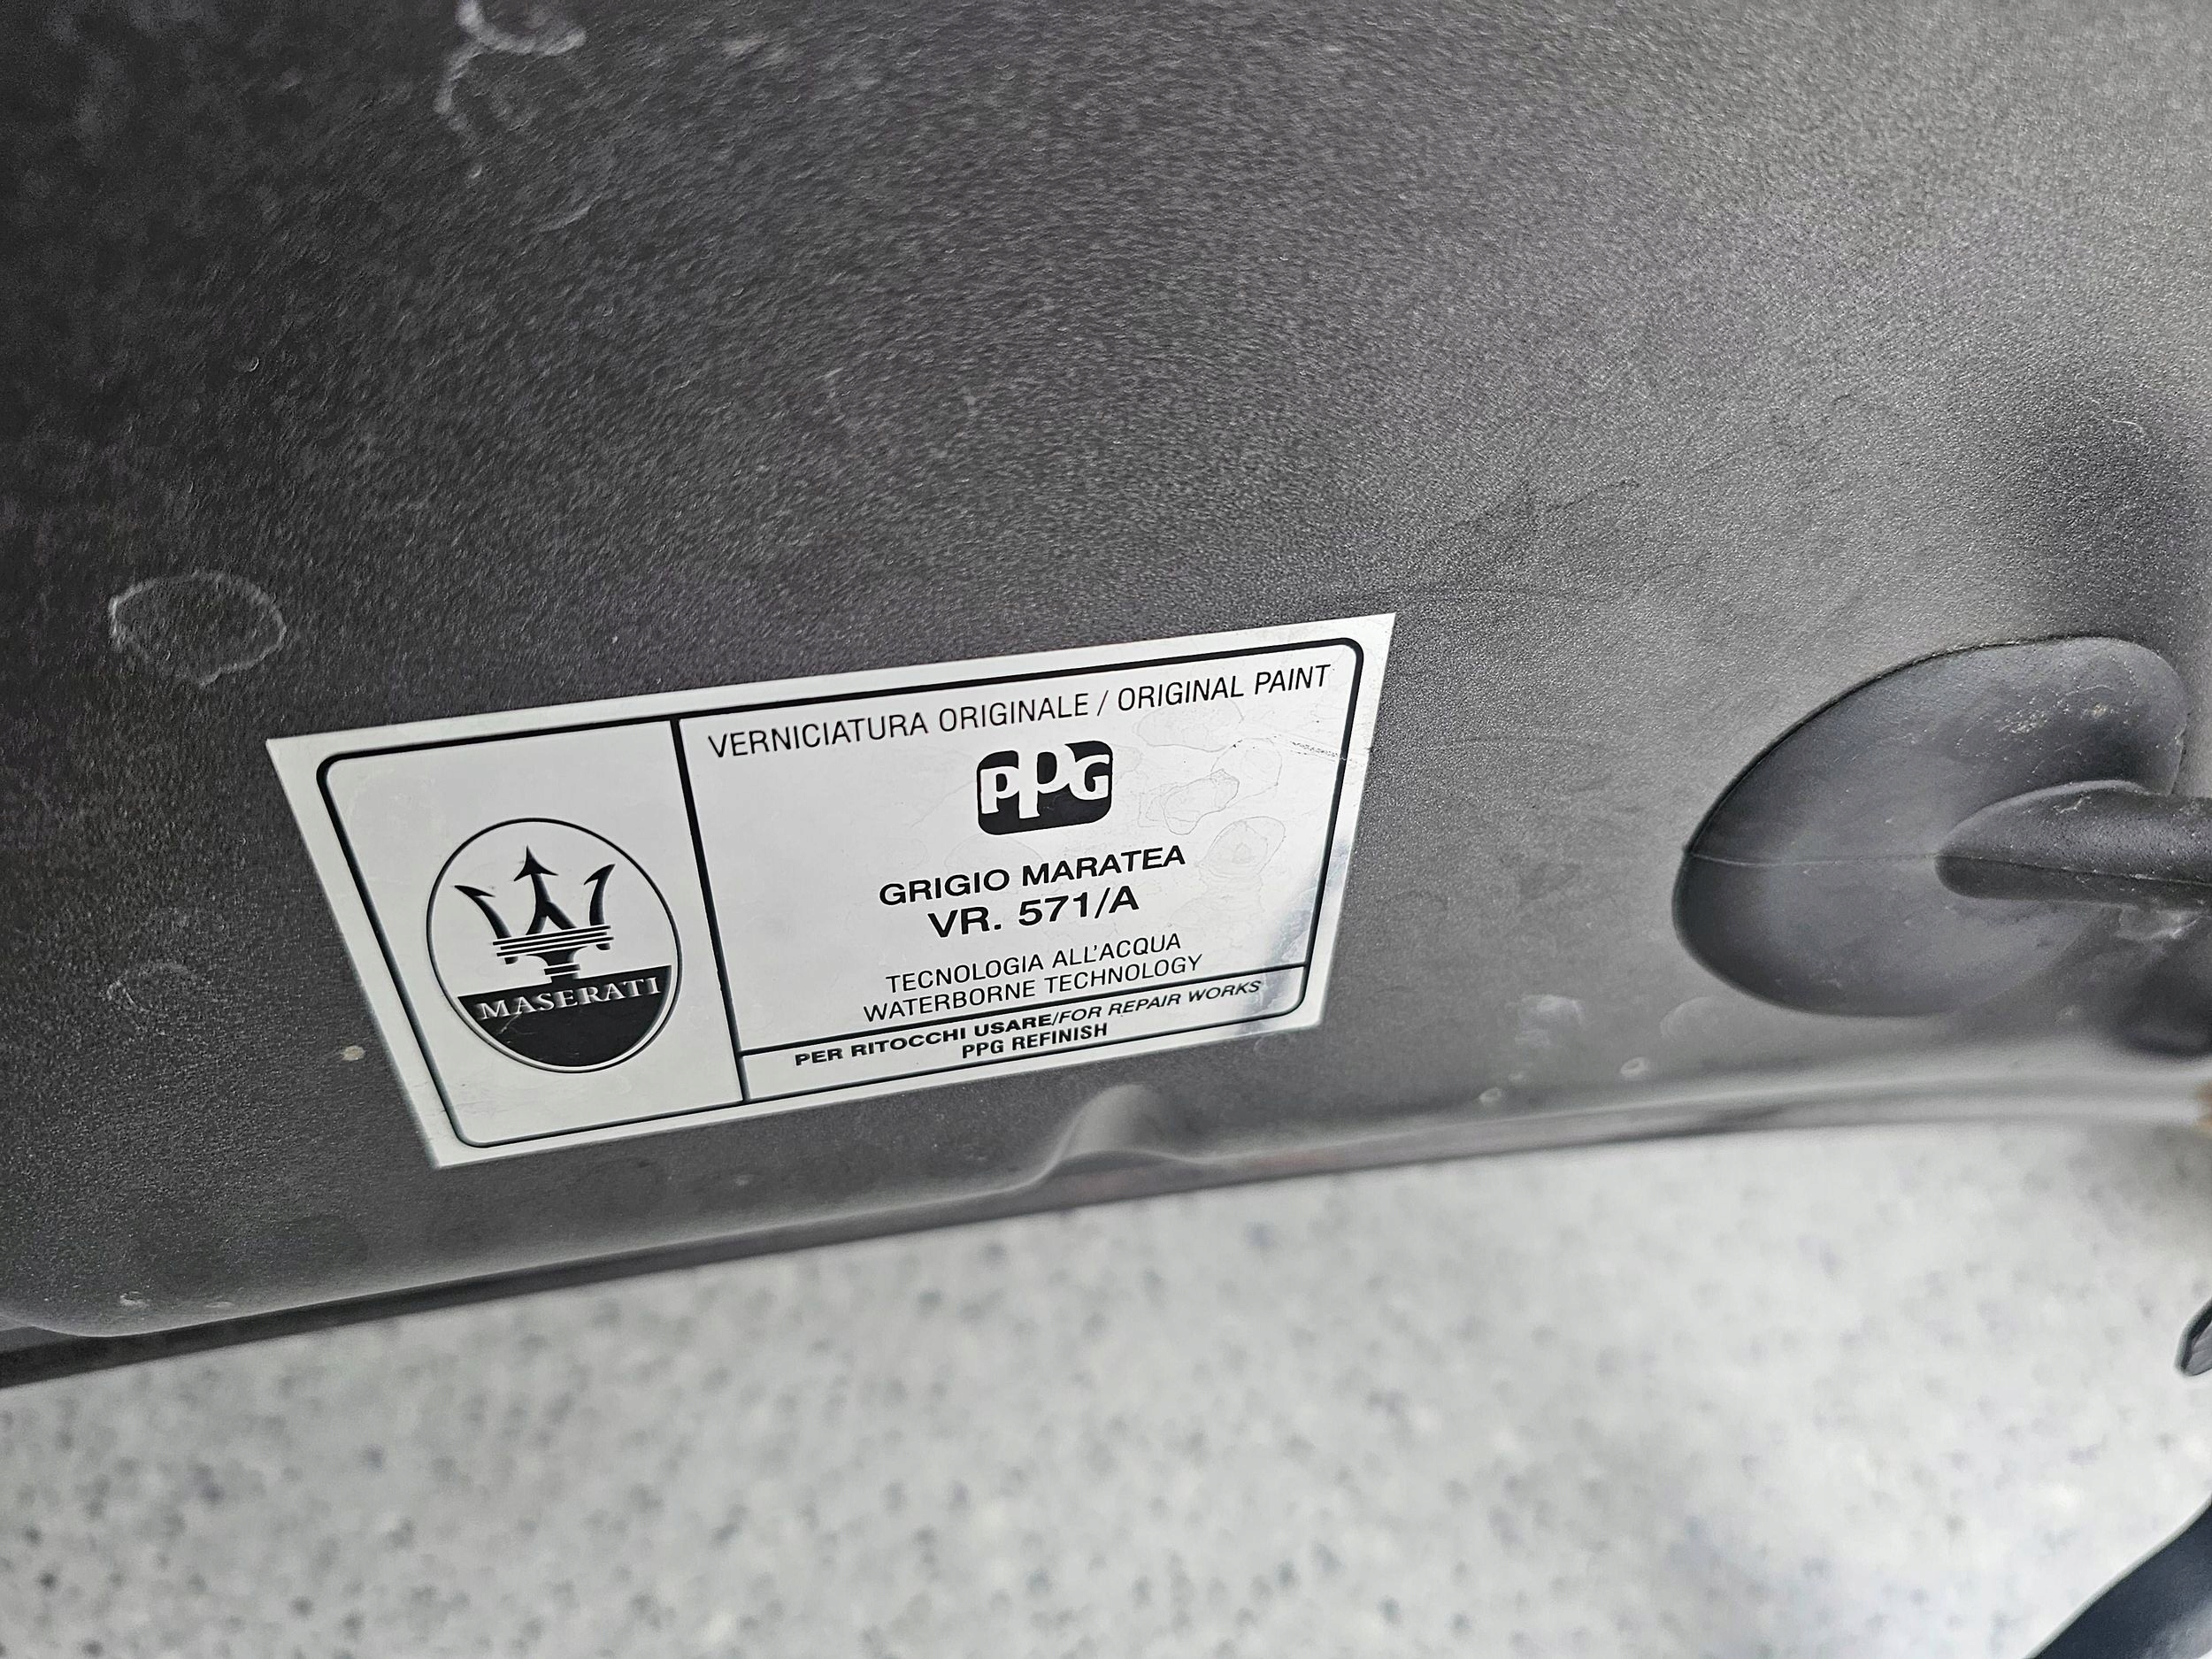 VERNICIATURA ORIGINALE / ORIGINAL PAINT
PPG
GRIGIO MARATEA
VR. 571/A
TECNOLOGIA ALL'ACQUA
WATERBORNE TECHNOLOGY
PER RITOCCHI USARE/FOR REPAIR WORKS
PPG REFINISH
MASERATI